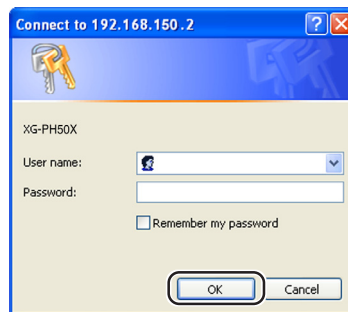 Connect to 192.168.150.2
XG-PH50X
User name:
Password:
Remember my password
OK Cancel